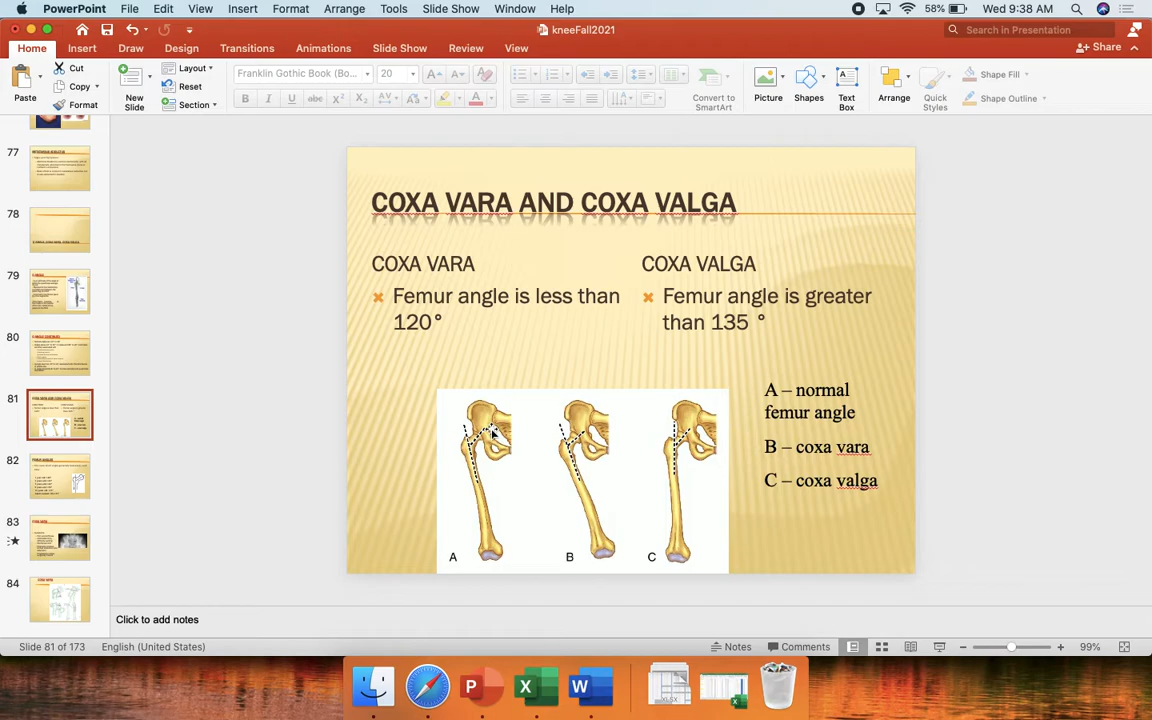 PowerPoint File Edit View Insert Format Arrange Tools Slide Show Window Help 58% Wed 9:38 AM
kneeFall2021
Search in Presentation
Home Insert Draw Design Transitions Animations Slide Show Review View
Share
Paste
Cut
Copy
Format
New Slide
Layout
Reset
Section
Franklin Gothic Book (Bo... 20
Convert to SmartArt
Picture
Shapes
Text Box
Arrange
Quick Styles
Shape Fill
Shape Outline
77
78
79
80
81
82
83
84
COXA VARA AND COXA VALGA
COXA VARA
Femur angle is less than
120°
COXA VALGA
Femur angle is greater
than 135 °
A – normal
femur angle
B – coxa vara
C – coxa valga
A B C
Click to add notes
Slide 81 of 173 English (United States) Notes Comments 99%